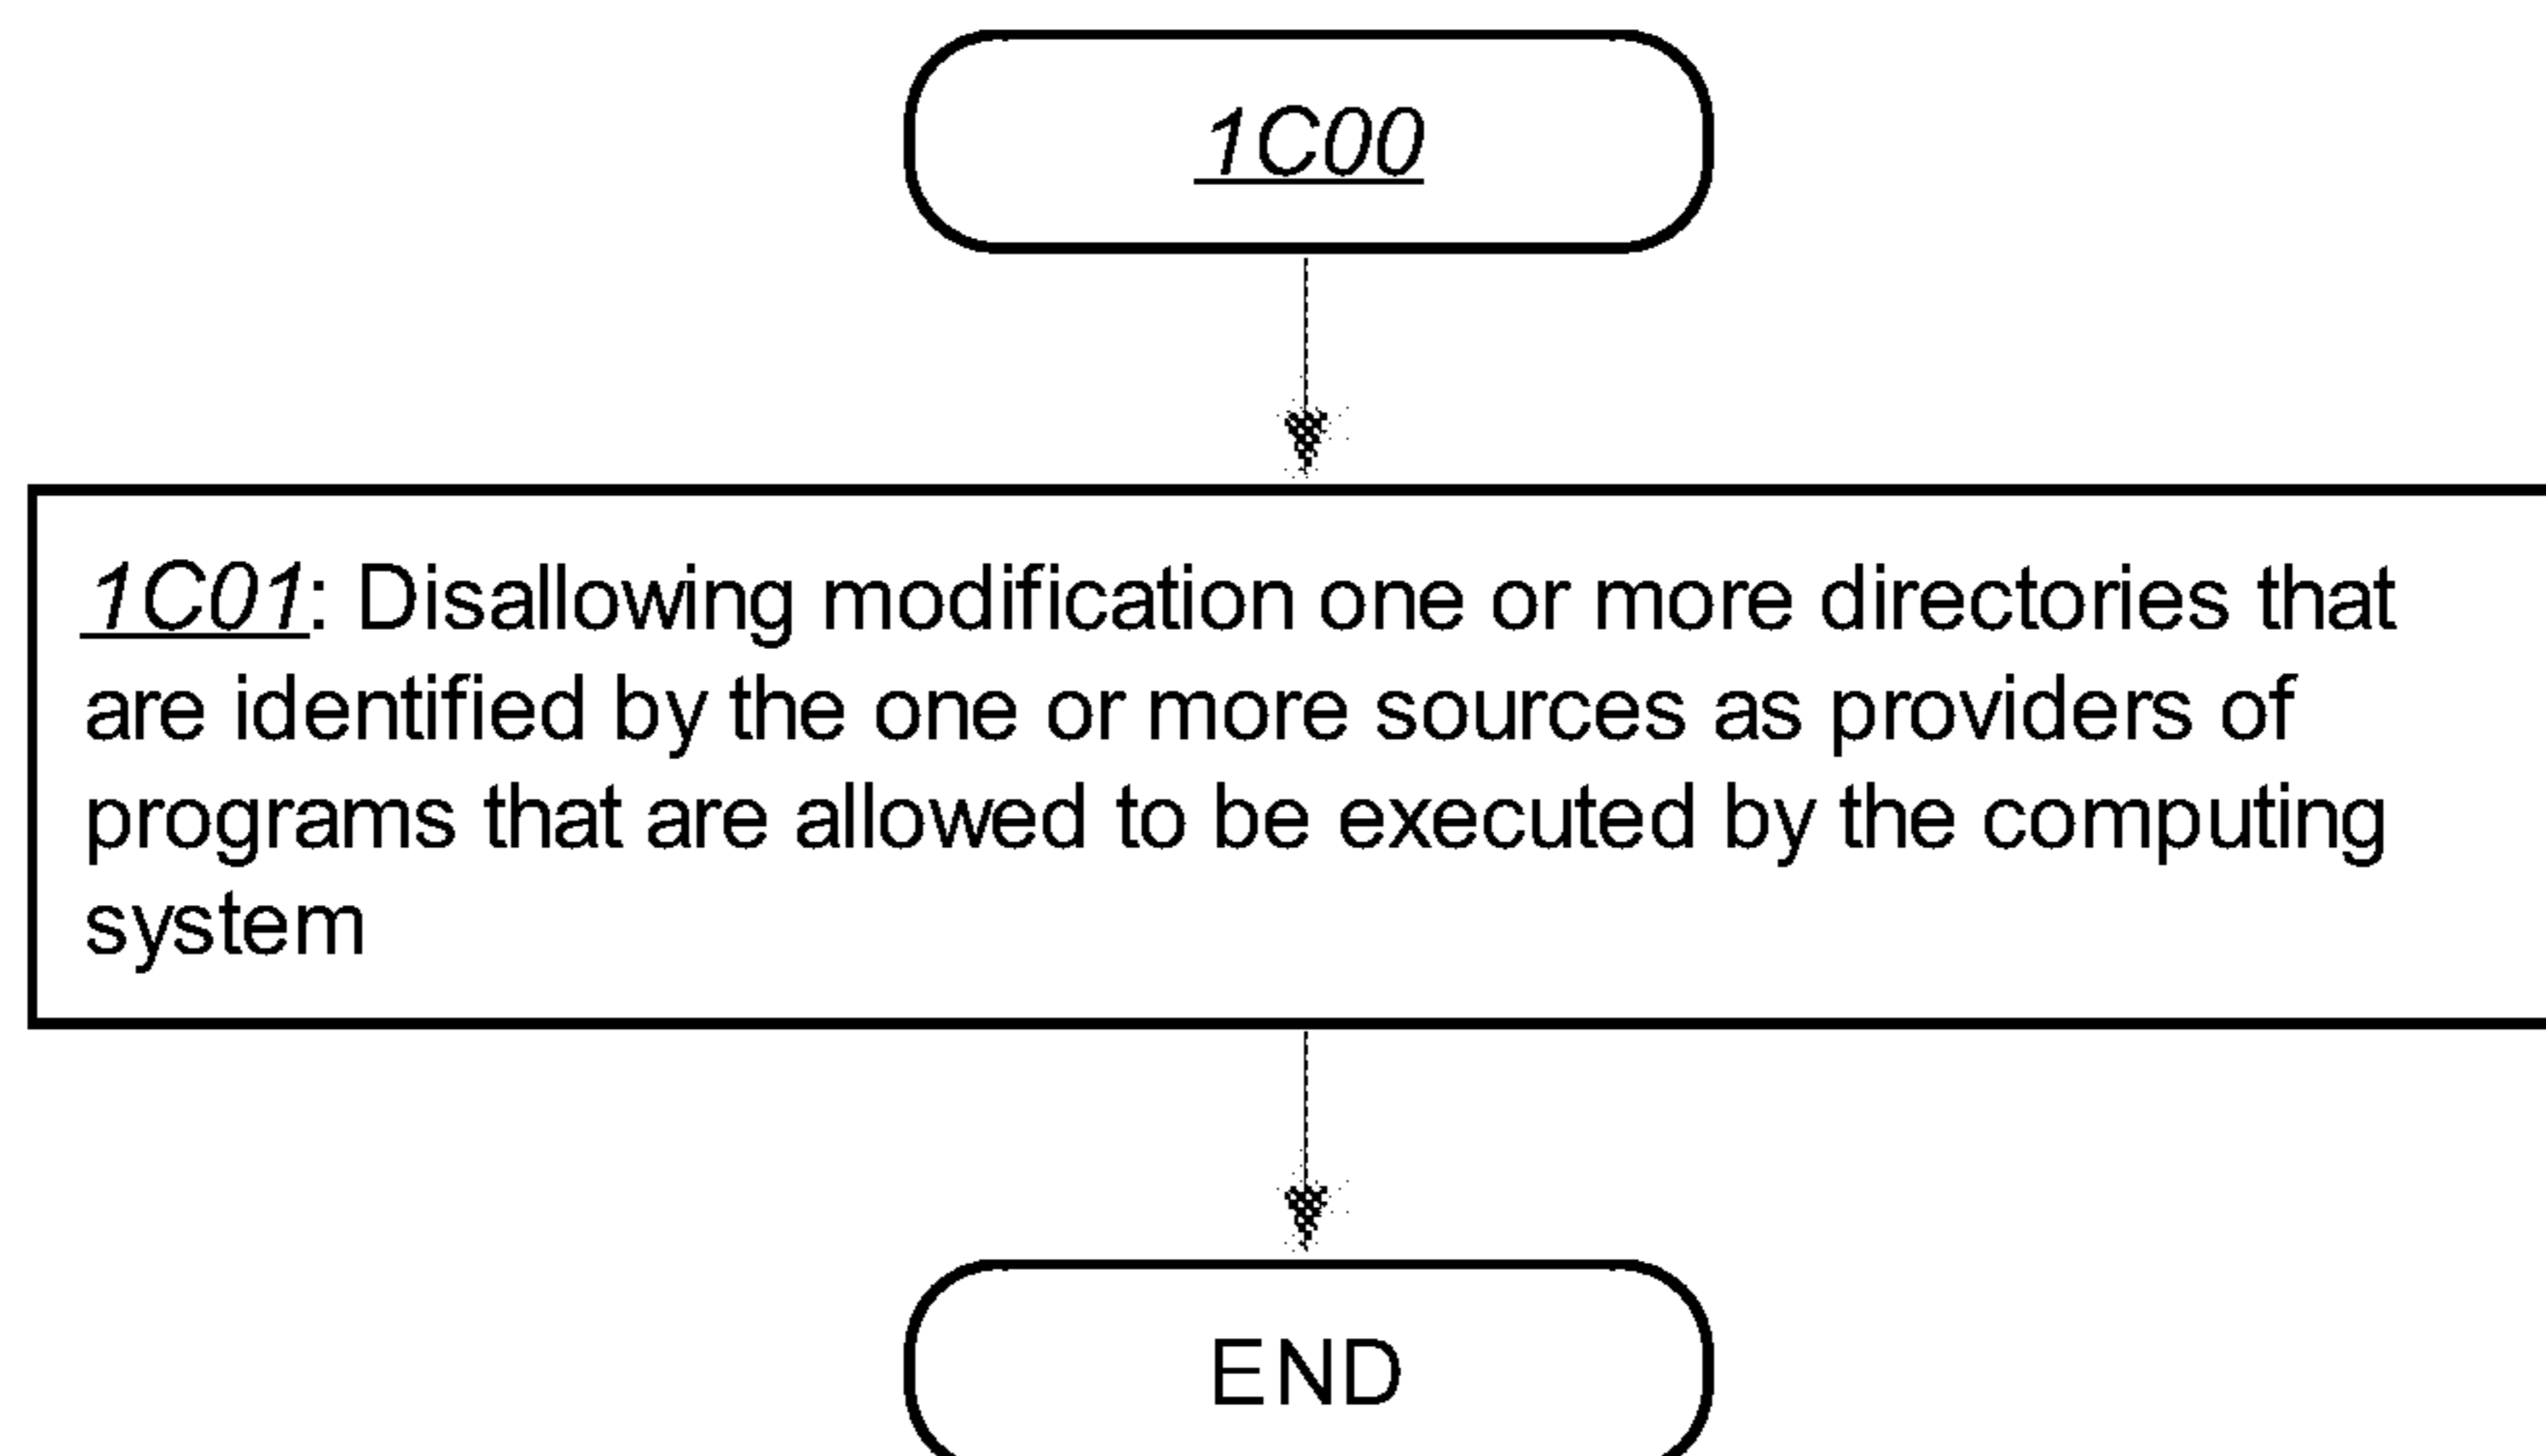 1C00
1C01: Disallowing modification one or more directories that
are identified by the one or more sources as providers of
programs that are allowed to be executed by the computing
system
END